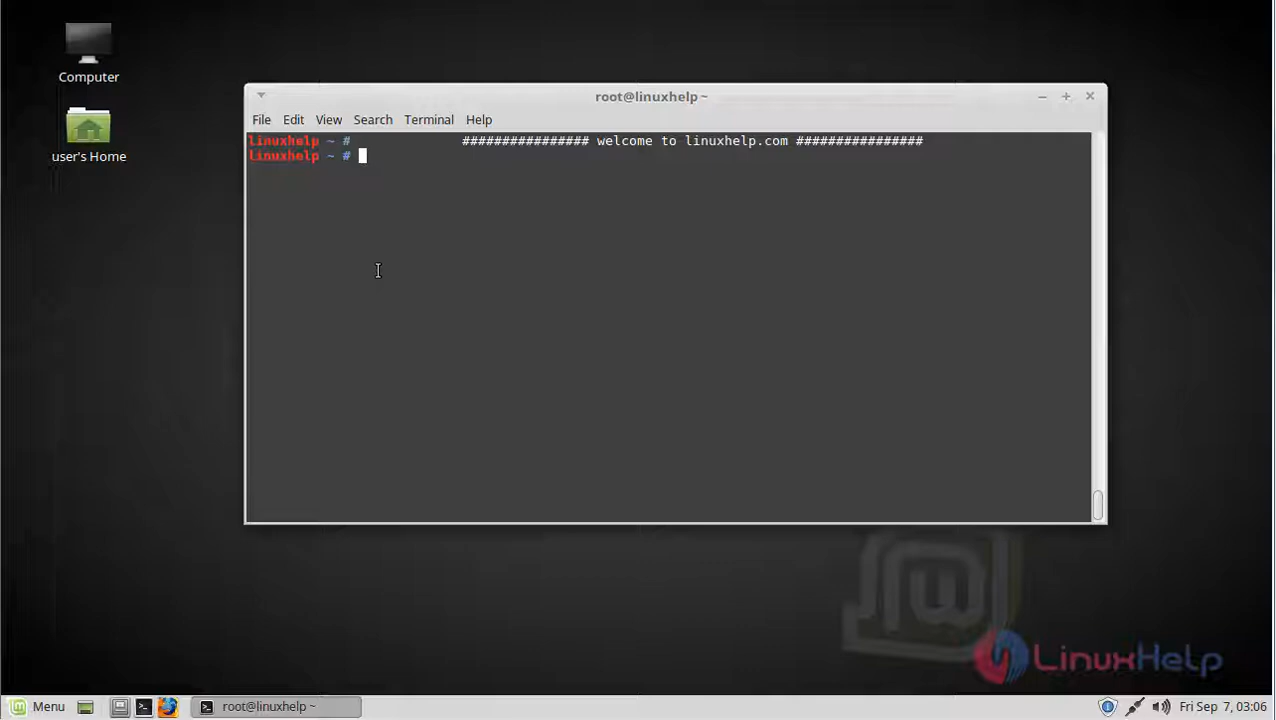 Computer
user's Home
root@linuxhelp ~
File Edit View Search Terminal Help
linuxhelp ~ # ################ welcome to linuxhelp.com ################
linuxhelp ~ #
LinuxHelp
Menu
root@linuxhelp ~
Fri Sep 7, 03:06